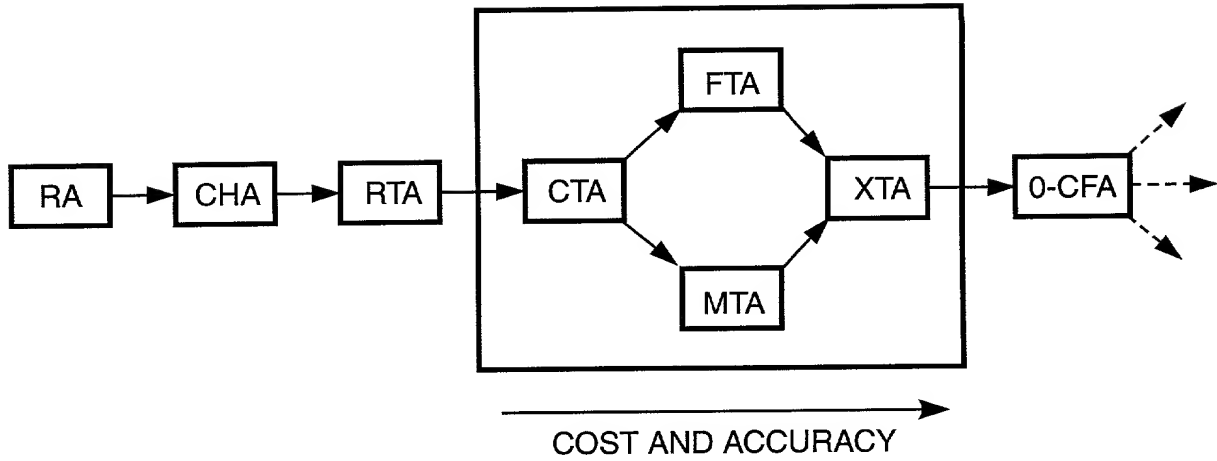 FTA
RA
CHA
RTA
CTA
XTA
0-CFA
MTA
COST AND ACCURACY